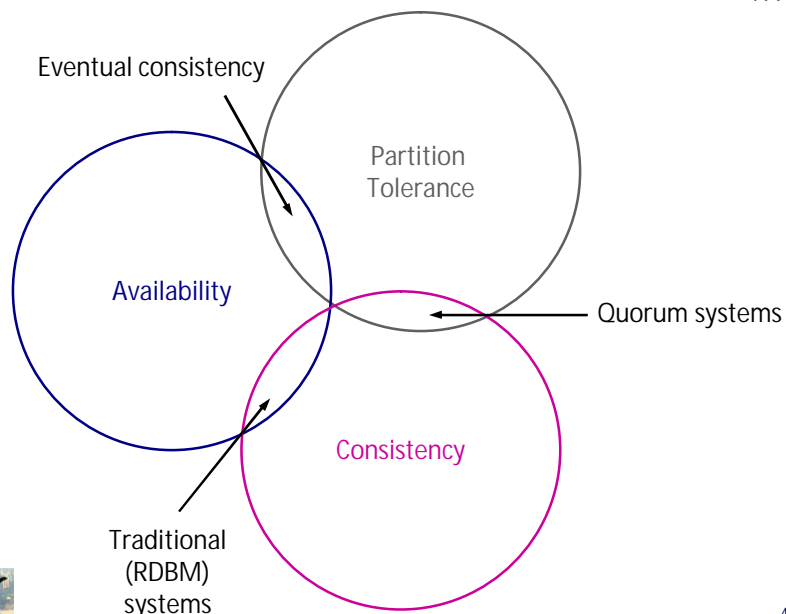 Eventual consistency
Partition
Tolerance
Availability
Quorum systems
Consistency
Traditional
(RDBM)
systems